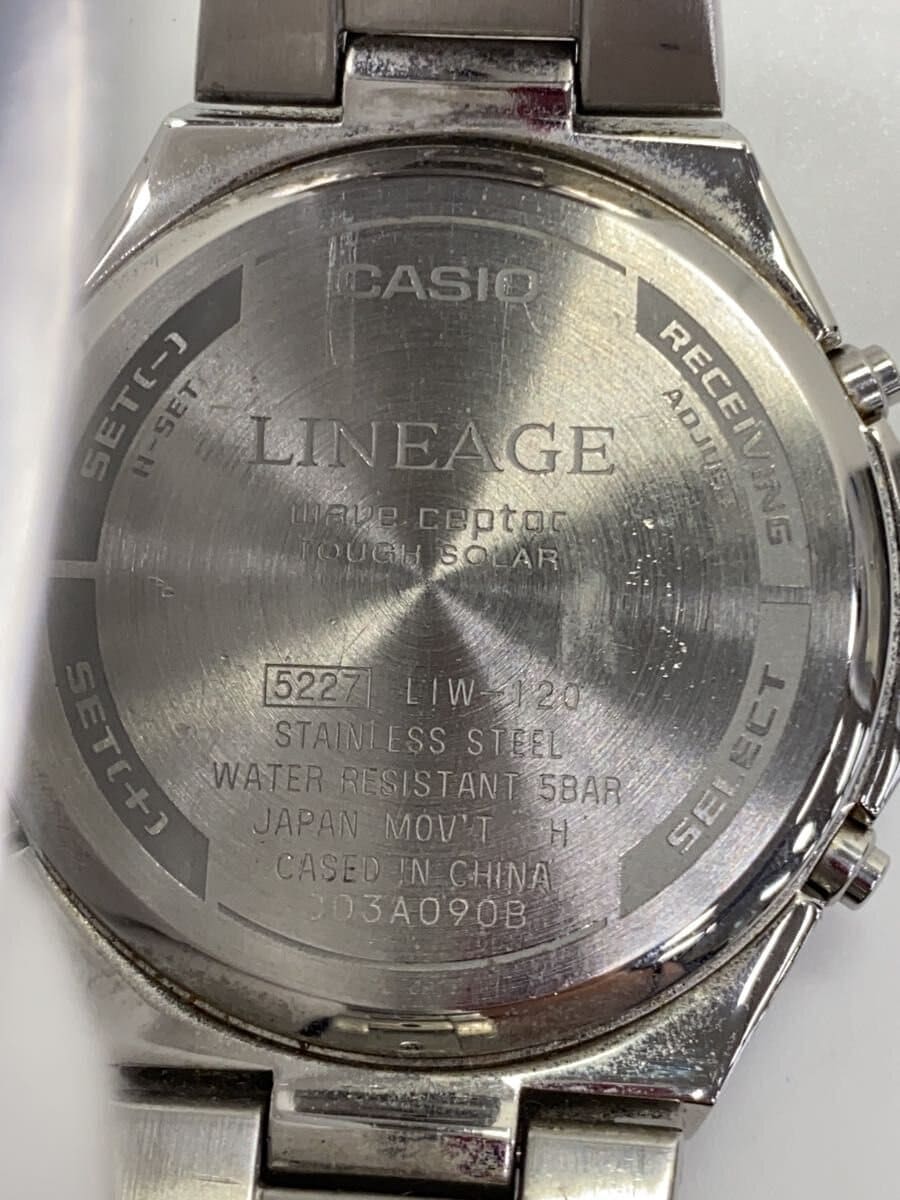 CASIO
LINEAGE
wave ceptor
TOUGH SOLAR
5227 LIW-120
STAINLESS STEEL
WATER RESISTANT 5BAR
JAPAN MOV'T H
CASED IN CHINA
SET(-)
H-SET
SET(+)
RECEIVING
ADJUST
SELECT